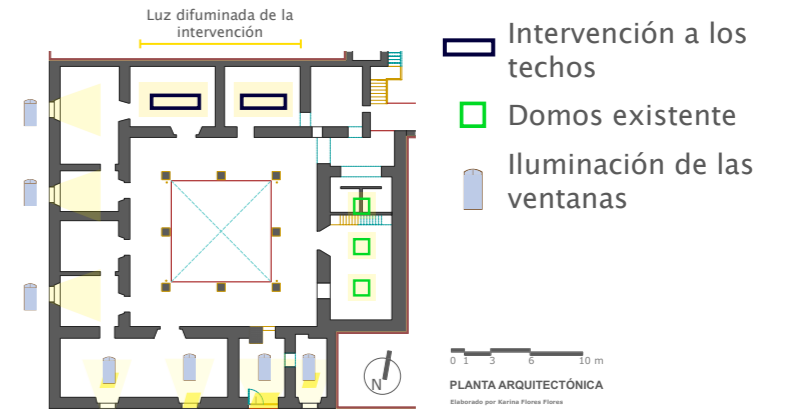 Luz difuminada de la
intervención
Intervención a los
techos
Domos existente
Iluminación de las
ventanas
N
0 1 3 6 10 m
PLANTA ARQUITECTÓNICA
Elaborado por Karina Flores Flores